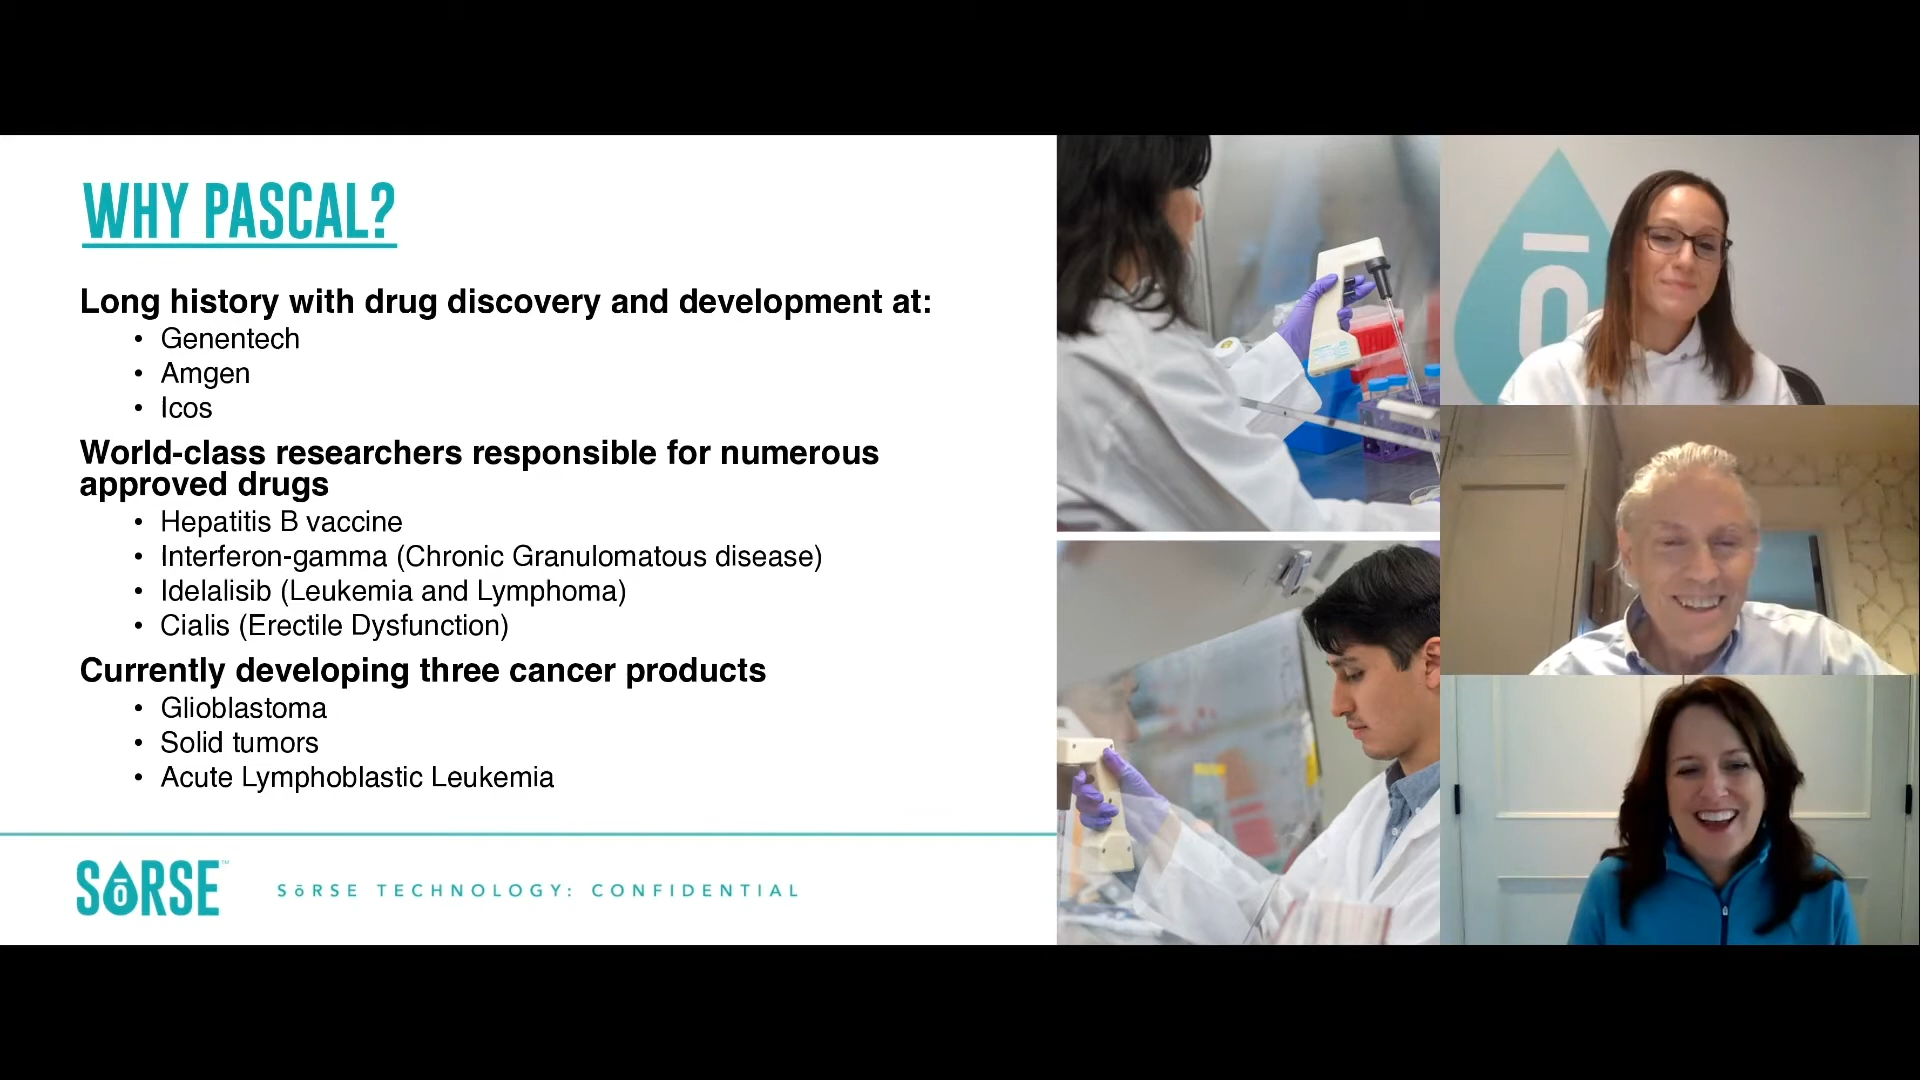 WHY PASCAL?
Long history with drug discovery and development at:
• Genentech
• Amgen
• Icos
World-class researchers responsible for numerous
approved drugs
• Hepatitis B vaccine
• Interferon-gamma (Chronic Granulomatous disease)
• Idelalisib (Leukemia and Lymphoma)
• Cialis (Erectile Dysfunction)
Currently developing three cancer products
• Glioblastoma
• Solid tumors
• Acute Lymphoblastic Leukemia
SōRSE™
SōRSE TECHNOLOGY: CONFIDENTIAL
ō